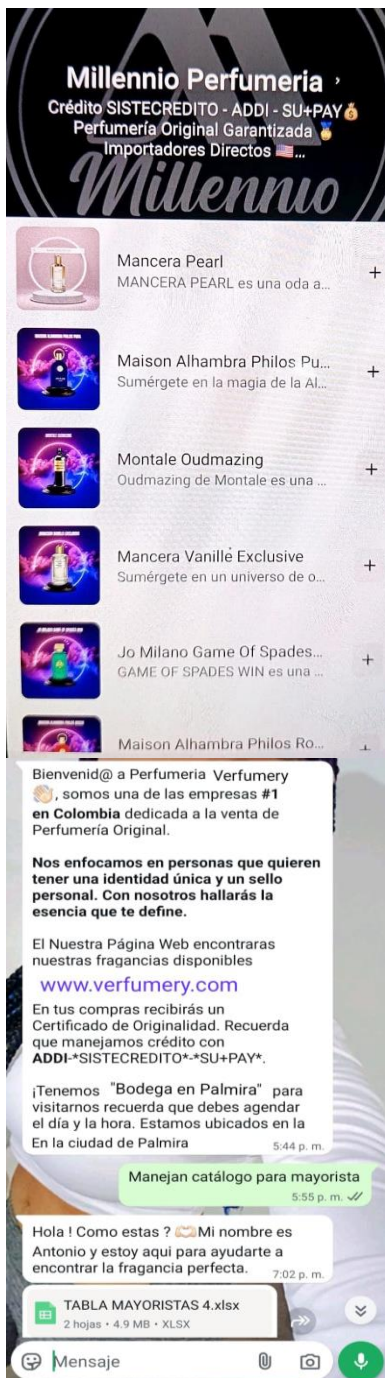 Millennio Perfumeria ›
Crédito SISTECREDITO - ADDI - SU+PAY💰
Perfumería Original Garantizada 🏅
Importadores Directos 🇺🇸...
Millennio
Mancera Pearl
MANCERA PEARL es una oda a...
+
Maison Alhambra Philos Pu...
Sumérgete en la magia de la Al...
+
Montale Oudmazing
Oudmazing de Montale es una ...
+
Mancera Vanille Exclusive
Sumérgete en un universo de o...
+
Jo Milano Game Of Spades...
GAME OF SPADES WIN es una ...
+
Maison Alhambra Philos Ro...
+
Bienvenid@ a Perfumeria Verfumery
👋🏻, somos una de las empresas #1
en Colombia dedicada a la venta de
Perfumería Original.
Nos enfocamos en personas que quieren
tener una identidad única y un sello
personal. Con nosotros hallarás la
esencia que te define.
El Nuestra Página Web encontraras
nuestras fragancias disponibles
www.verfumery.com
En tus compras recibirás un
Certificado de Originalidad. Recuerda
que manejamos crédito con
ADDI-*SISTECREDITO*-*SU+PAY*.
¡Tenemos "Bodega en Palmira" para
visitarnos recuerda que debes agendar
el día y la hora. Estamos ubicados en la
En la ciudad de Palmira
5:44 p. m.
Manejan catálogo para mayorista
5:55 p. m.
Hola ! Como estas ? 🫶🏻Mi nombre es
Antonio y estoy aqui para ayudarte a
encontrar la fragancia perfecta.
7:02 p. m.
TABLA MAYORISTAS 4.xlsx
2 hojas • 4.9 MB • XLSX
Mensaje